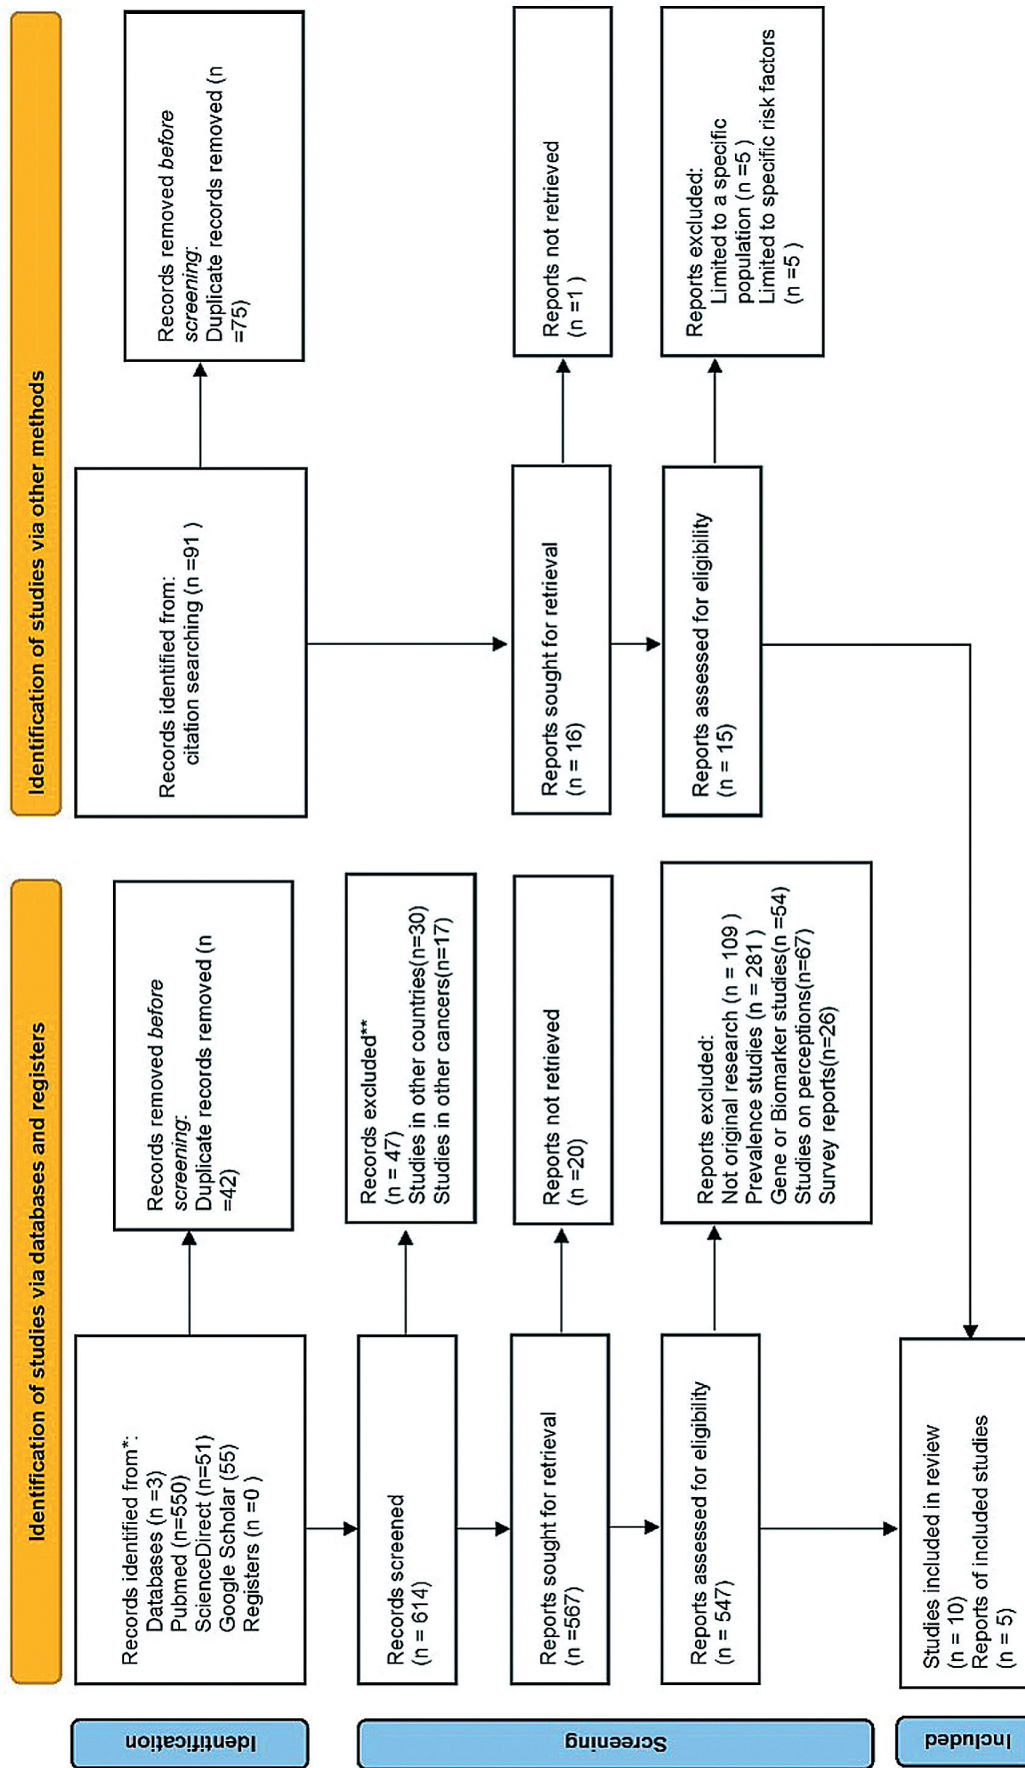 Identification of studies via databases and registers
Identification of studies via other methods
Identification
Records identified from*:
Databases (n =3)
Pubmed (n=550)
ScienceDirect (n=51)
Google Scholar (55)
Registers (n =0 )
Records removed before
screening:
Duplicate records removed (n
=42)
Records identified from:
citation searching (n =91 )
Records removed before
screening:
Duplicate records removed (n
=75)
Screening
Records screened
(n = 614)
Records excluded**
(n = 47)
Studies in other countries(n=30)
Studies in other cancers(n=17)
Reports sought for retrieval
(n =567)
Reports not retrieved
(n =20)
Reports sought for retrieval
(n = 16)
Reports not retrieved
(n =1 )
Reports assessed for eligibility
(n = 547)
Reports excluded:
Not original research (n = 109 )
Prevalence studies (n = 281 )
Gene or Biomarker studies(n =54)
Studies on perceptions(n=67)
Survey reports(n=26)
Reports assessed for eligibility
(n = 15)
Reports excluded:
Limited to a specific
population (n =5 )
Limited to specific risk factors
(n =5 )
Included
Studies included in review
(n = 10)
Reports of included studies
(n = 5)